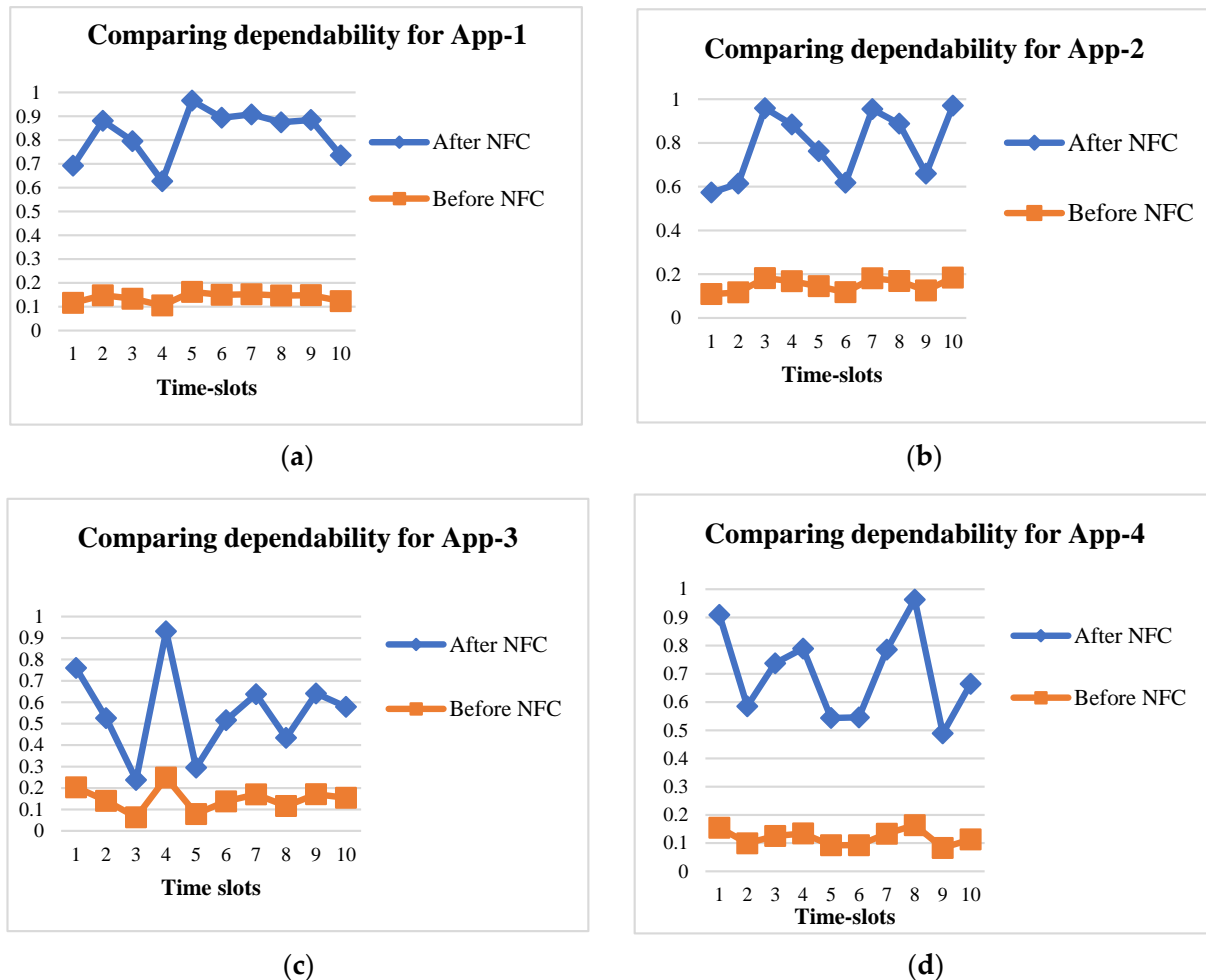 Comparing dependability for App-1
1
0.9
0.8
0.7
0.6
0.5
0.4
0.3
0.2
0.1
0
After NFC
Before NFC
1 2 3 4 5 6 7 8 9 10
Time-slots
(a)
Comparing dependability for App-2
1
0.8
0.6
0.4
0.2
0
After NFC
Before NFC
1 2 3 4 5 6 7 8 9 10
Time-slots
(b)
Comparing dependability for App-3
1
0.9
0.8
0.7
0.6
0.5
0.4
0.3
0.2
0.1
0
After NFC
Before NFC
1 2 3 4 5 6 7 8 9 10
Time slots
(c)
Comparing dependability for App-4
1
0.9
0.8
0.7
0.6
0.5
0.4
0.3
0.2
0.1
0
After NFC
Before NFC
1 2 3 4 5 6 7 8 9 10
Time-slots
(d)